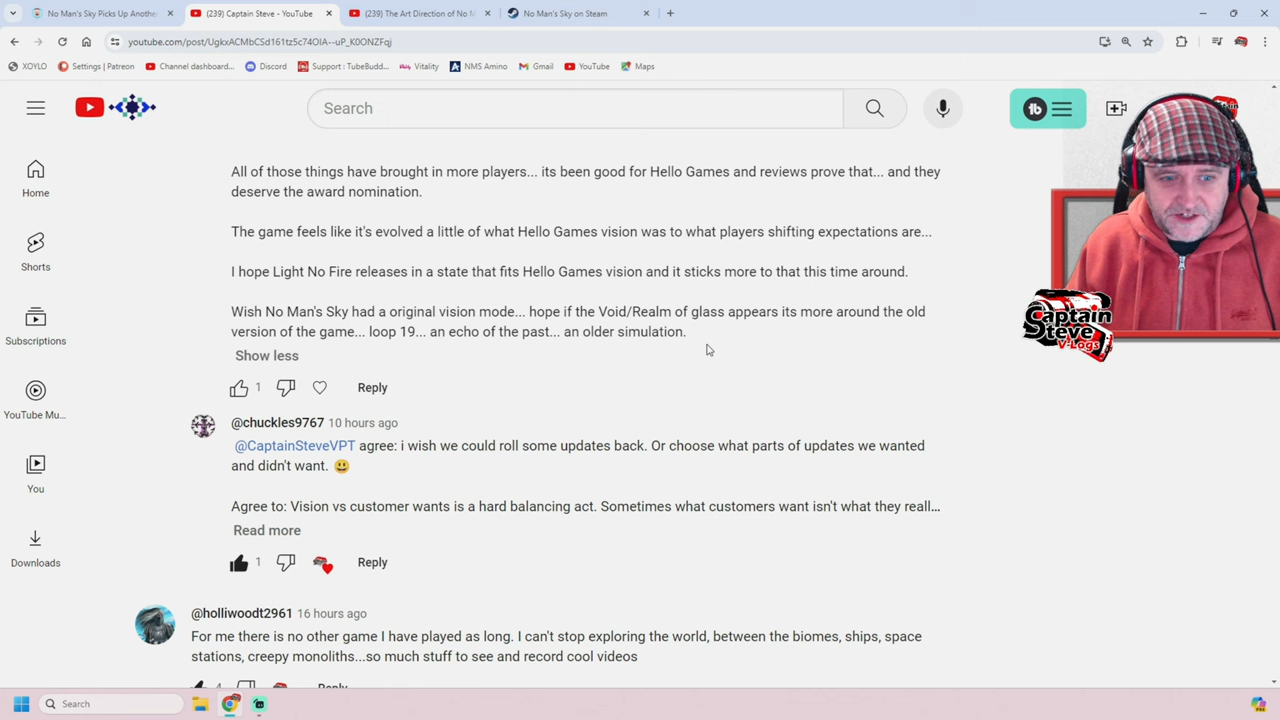 No Man's Sky Picks Up Anothe
(239) Captain Steve - YouTube
(239) The Art Direction of No M
No Man's Sky on Steam
youtube.com/post/UgkxACMbCSd161tz5c74OIA--uP_K0ONZFqj
XOYLO
Settings | Patreon
Channel dashboard...
Discord
Support : TubeBudd...
Vitality
NMS Amino
Gmail
YouTube
Maps
Search
tb
Home
Shorts
Subscriptions
YouTube Mu...
You
Downloads
All of those things have brought in more players... its been good for Hello Games and reviews prove that... and they
deserve the award nomination.
The game feels like it's evolved a little of what Hello Games vision was to what players shifting expectations are...
I hope Light No Fire releases in a state that fits Hello Games vision and it sticks more to that this time around.
Wish No Man's Sky had a original vision mode... hope if the Void/Realm of glass appears its more around the old
version of the game... loop 19... an echo of the past... an older simulation.
Show less
1
Reply
@chuckles9767 10 hours ago
@CaptainSteveVPT agree: i wish we could roll some updates back. Or choose what parts of updates we wanted
and didn't want. 😃
Agree to: Vision vs customer wants is a hard balancing act. Sometimes what customers want isn't what they reall...
Read more
1
Reply
@holliwoodt2961 16 hours ago
For me there is no other game I have played as long. I can't stop exploring the world, between the biomes, ships, space
stations, creepy monoliths...so much stuff to see and record cool videos
Reply
Captain
Steve
V-Logs
Search